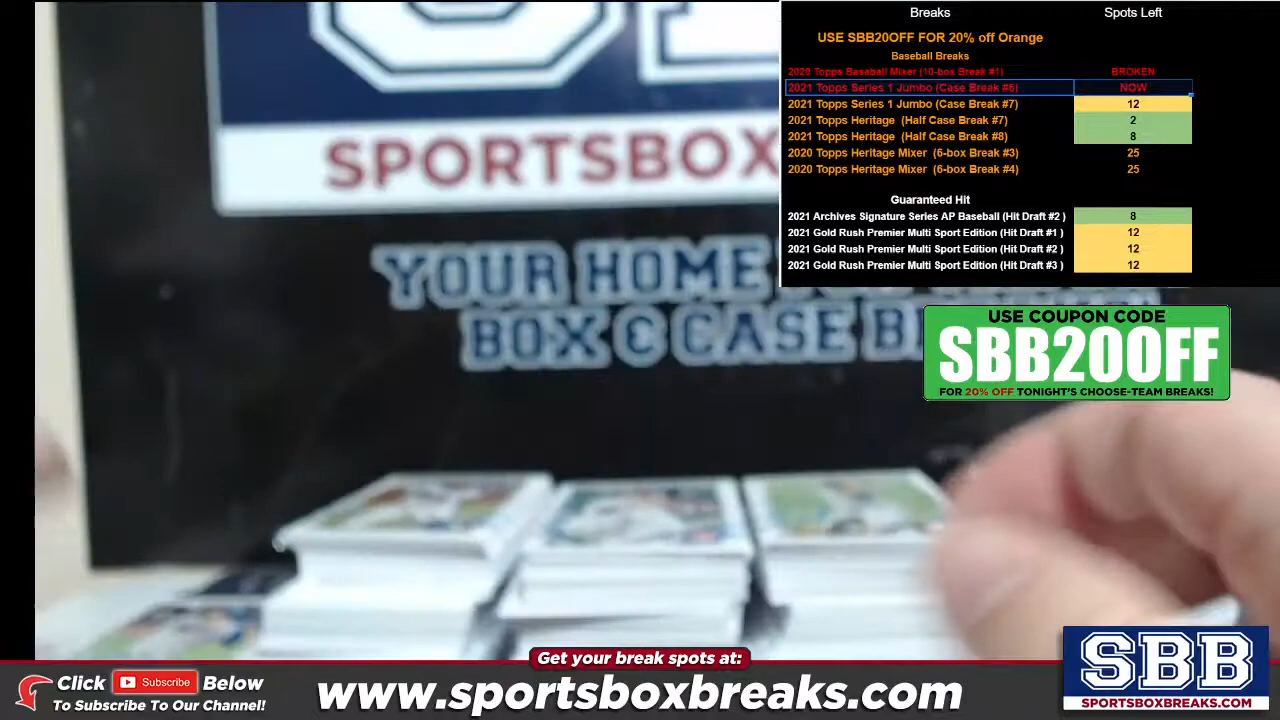 Breaks Spots Left
USE SBB20OFF FOR 20% off Orange
Baseball Breaks
2020 Topps Baseball Mixer (10-box Break #1) BROKEN
2021 Topps Series 1 Jumbo (Case Break #6) NOW
2021 Topps Series 1 Jumbo (Case Break #7) 12
2021 Topps Heritage (Half Case Break #7) 2
2021 Topps Heritage (Half Case Break #8) 8
2020 Topps Heritage Mixer (6-box Break #3) 25
2020 Topps Heritage Mixer (6-box Break #4) 25
Guaranteed Hit
2021 Archives Signature Series AP Baseball (Hit Draft #2 ) 8
2021 Gold Rush Premier Multi Sport Edition (Hit Draft #1 ) 12
2021 Gold Rush Premier Multi Sport Edition (Hit Draft #2 ) 12
2021 Gold Rush Premier Multi Sport Edition (Hit Draft #3 ) 12
SPORTSBOX
YOUR HOME
BOX & CASE
USE COUPON CODE
SBB20OFF
FOR 20% OFF TONIGHT'S CHOOSE-TEAM BREAKS!
Get your break spots at:
Click Subscribe Below
To Subscribe To Our Channel!
www.sportsboxbreaks.com
SBB
SPORTSBOXBREAKS.COM